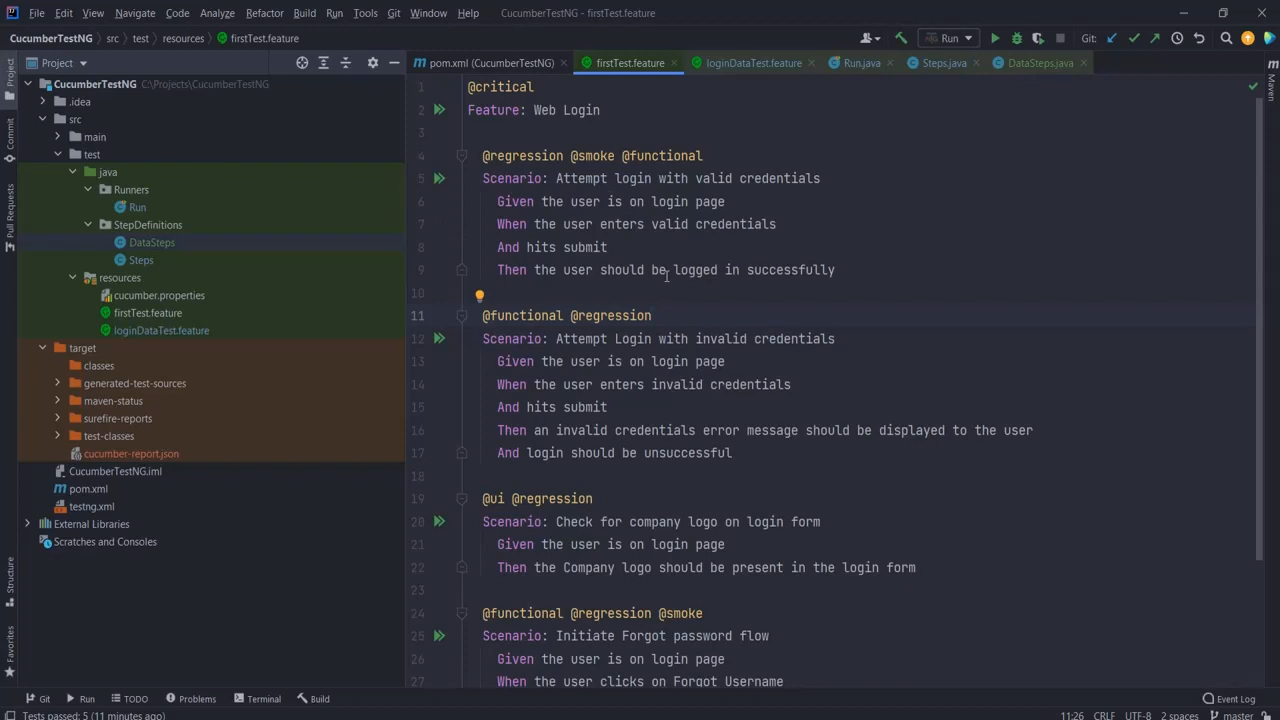 File Edit View Navigate Code Analyze Refactor Build Run Tools Git Window Help CucumberTestNG - firstTest.feature
CucumberTestNG src test resources firstTest.feature Run Git:
Project pom.xml (CucumberTestNG) firstTest.feature loginDataTest.feature Run.java Steps.java DataSteps.java
Project
Commit
Pull Requests
Structure
Favorites
CucumberTestNG C:\Projects\CucumberTestNG
.idea
src
main
test
java
Runners
Run
StepDefinitions
DataSteps
Steps
resources
cucumber.properties
firstTest.feature
loginDataTest.feature
target
classes
generated-test-sources
maven-status
surefire-reports
test-classes
cucumber-report.json
CucumberTestNG.iml
pom.xml
testng.xml
External Libraries
Scratches and Consoles
1 @critical
2 Feature: Web Login
3
4 @regression @smoke @functional
5 Scenario: Attempt login with valid credentials
6 Given the user is on login page
7 When the user enters valid credentials
8 And hits submit
9 Then the user should be logged in successfully
10
11 @functional @regression
12 Scenario: Attempt Login with invalid credentials
13 Given the user is on login page
14 When the user enters invalid credentials
15 And hits submit
16 Then an invalid credentials error message should be displayed to the user
17 And login should be unsuccessful
18
19 @ui @regression
20 Scenario: Check for company logo on login form
21 Given the user is on login page
22 Then the Company logo should be present in the login form
23
24 @functional @regression @smoke
25 Scenario: Initiate Forgot password flow
26 Given the user is on login page
27 When the user clicks on Forgot Username
Maven
Git Run TODO Problems Terminal Build Event Log
Tests passed: 5 (11 minutes ago) 11:26 CRLF UTF-8 2 spaces master